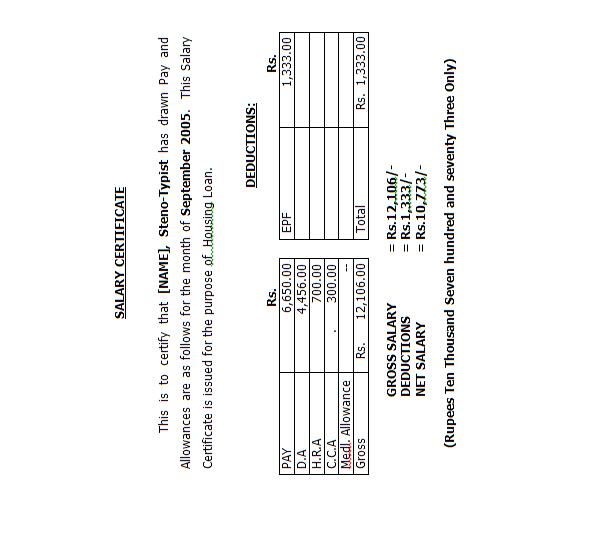 SALARY CERTIFICATE
This is to certify that [NAME], Steno-Typist has drawn Pay and
Allowances are as follows for the month of September 2005. This Salary
Certificate is issued for the purpose of Housing Loan.
DEDUCTIONS:
Rs. Rs.
PAY 6,650.00 EPF 1,333.00
D.A 4,456.00
H.R.A 700.00
C.C.A . 300.00
Medl. Allowance --
Gross Rs. 12,106.00 Total Rs. 1,333.00
GROSS SALARY = Rs.12,106/-
DEDUCTIONS = Rs.1,333/-
NET SALARY = Rs.10,773/-
(Rupees Ten Thousand Seven hundred and seventy Three Only)